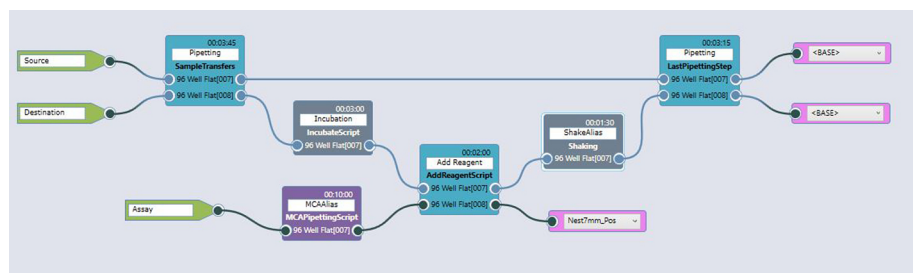 00:03:45
Pipetting
SampleTransfers
96 Well Flat[007]
96 Well Flat[008]
Source
Destination
00:03:00
Incubation
IncubateScript
96 Well Flat[007]
Assay
00:10:00
MCAAlias
MCAPipettingScript
96 Well Flat[007]
00:02:00
Add Reagent
AddReagentScript
96 Well Flat[007]
96 Well Flat[008]
00:01:30
ShakeAlias
Shaking
96 Well Flat[007]
00:03:15
Pipetting
LastPipettingStep
96 Well Flat[007]
96 Well Flat[008]
<BASE>
<BASE>
Nest7mm_Pos